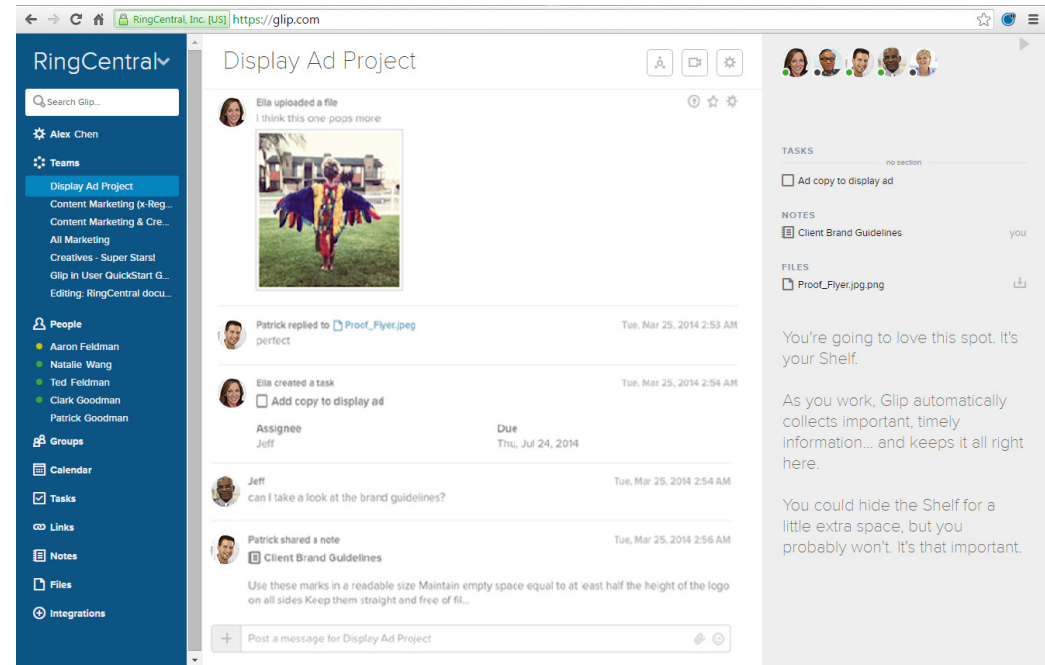 RingCentral, Inc. [US] https://glip.com
RingCentral
Search Glip...
Alex Chen
Teams
Display Ad Project
Content Marketing (x-Reg...
Content Marketing & Cre...
All Marketing
Creatives - Super Stars!
Glip in User QuickStart G...
Editing: RingCentral docu...
People
Aaron Feldman
Natalie Wang
Ted Feldman
Clark Goodman
Patrick Goodman
Groups
Calendar
Tasks
Links
Notes
Files
Integrations
Display Ad Project
Ella uploaded a file
I think this one pops more
Patrick replied to Proof_Flyer.jpeg Tue, Mar 25, 2014 2:53 AM
perfect
Ella created a task Tue, Mar 25, 2014 2:54 AM
Add copy to display ad
Assignee Due
Jeff Thu, Jul 24, 2014
Jeff Tue, Mar 25, 2014 2:54 AM
can I take a look at the brand guidelines?
Patrick shared a note Tue, Mar 25, 2014 2:56 AM
Client Brand Guidelines
Use these marks in a readable size Maintain empty space equal to at least half the height of the logo
on all sides Keep them straight and free of fil...
Post a message for Display Ad Project
TASKS
no section
Ad copy to display ad
NOTES
Client Brand Guidelines you
FILES
Proof_Flyer.jpg.png
You're going to love this spot. It's
your Shelf.
As you work, Glip automatically
collects important, timely
information... and keeps it all right
here.
You could hide the Shelf for a
little extra space, but you
probably won't. It's that important.